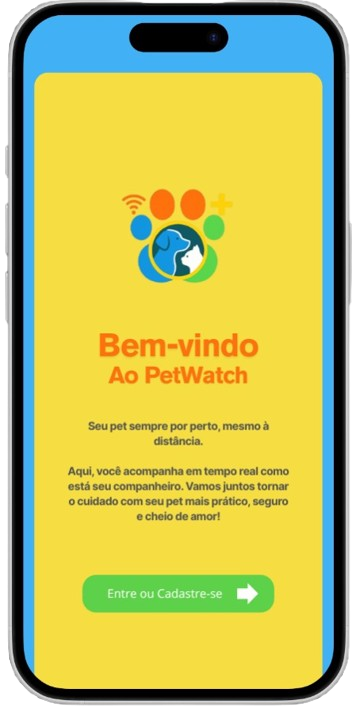 Bem-vindo
Ao PetWatch
Seu pet sempre por perto, mesmo à
distância.
Aqui, você acompanha em tempo real como
está seu companheiro. Vamos juntos tornar
o cuidado com seu pet mais prático, seguro
e cheio de amor!
Entre ou Cadastre-se